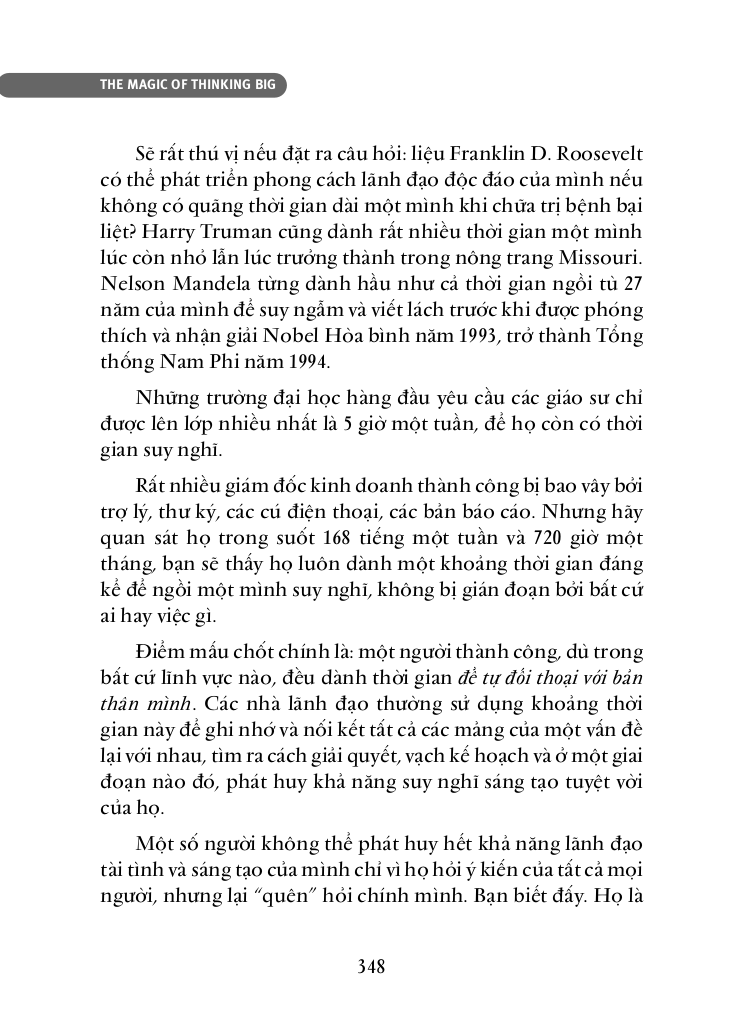 THE MAGIC OF THINKING BIG
Sẽ rất thú vị nếu đặt ra câu hỏi: liệu Franklin D. Roosevelt
có thể phát triển phong cách lãnh đạo độc đáo của mình nếu
không có quãng thời gian dài một mình khi chữa trị bệnh bại
liệt? Harry Truman cũng dành rất nhiều thời gian một mình
lúc còn nhỏ lẫn lúc trưởng thành trong nông trang Missouri.
Nelson Mandela từng dành hầu như cả thời gian ngồi tù 27
năm của mình để suy ngẫm và viết lách trước khi được phóng
thích và nhận giải Nobel Hòa bình năm 1993, trở thành Tổng
thống Nam Phi năm 1994.
Những trường đại học hàng đầu yêu cầu các giáo sư chỉ
được lên lớp nhiều nhất là 5 giờ một tuần, để họ còn có thời
gian suy nghĩ.
Rất nhiều giám đốc kinh doanh thành công bị bao vây bởi
trợ lý, thư ký, các cú điện thoại, các bản báo cáo. Nhưng hãy
quan sát họ trong suốt 168 tiếng một tuần và 720 giờ một
tháng, bạn sẽ thấy họ luôn dành một khoảng thời gian đáng
kể để ngồi một mình suy nghĩ, không bị gián đoạn bởi bất cứ
ai hay việc gì.
Điểm mấu chốt chính là: một người thành công, dù trong
bất cứ lĩnh vực nào, đều dành thời gian để tự đối thoại với bản
thân mình. Các nhà lãnh đạo thường sử dụng khoảng thời
gian này để ghi nhớ và nối kết tất cả các mảng của một vấn đề
lại với nhau, tìm ra cách giải quyết, vạch kế hoạch và ở một giai
đoạn nào đó, phát huy khả năng suy nghĩ sáng tạo tuyệt vời
của họ.
Một số người không thể phát huy hết khả năng lãnh đạo
tài tình và sáng tạo của mình chỉ vì họ hỏi ý kiến của tất cả mọi
người, nhưng lại “quên” hỏi chính mình. Bạn biết đấy. Họ là
348